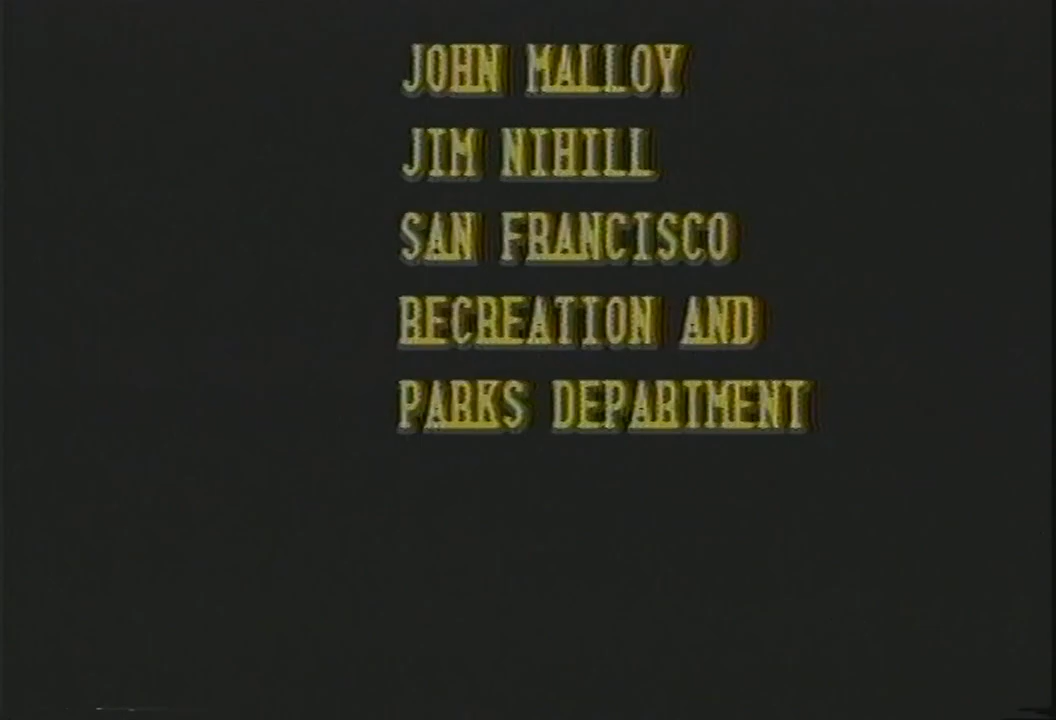 JOHN MALLOY
JIM NIHILL
SAN FRANCISCO
RECREATION AND
PARKS DEPARTMENT